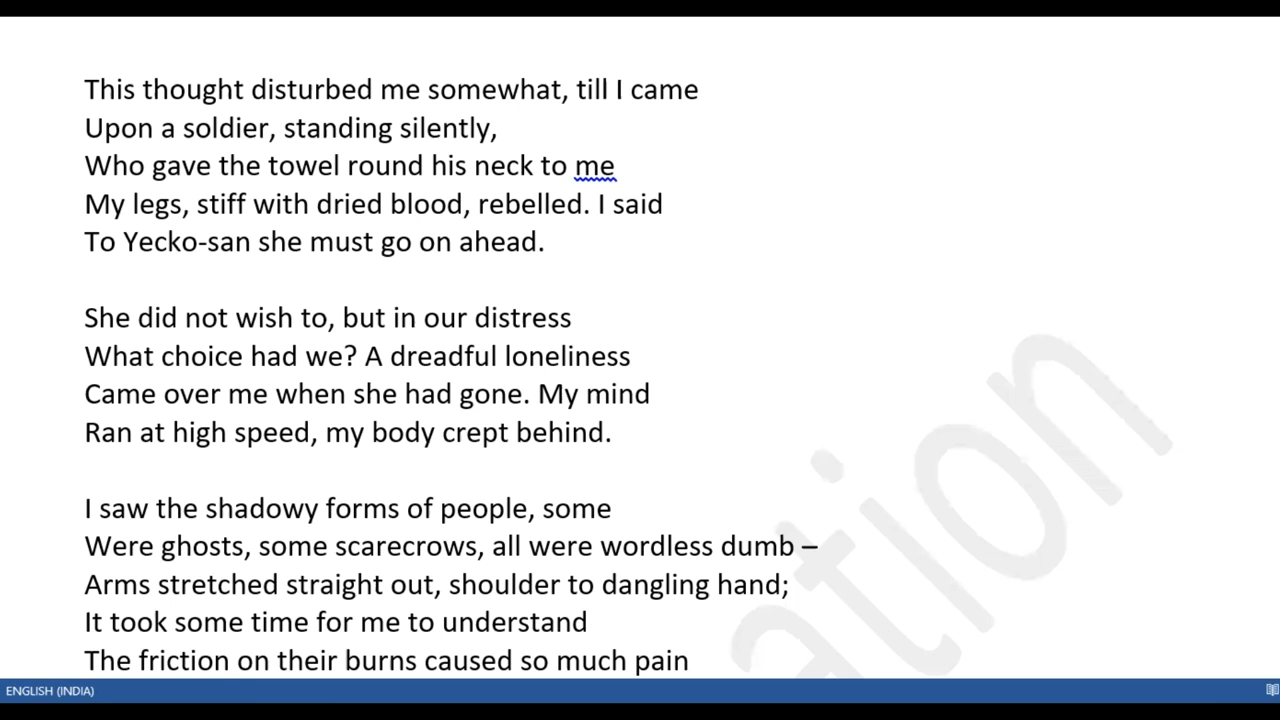 This thought disturbed me somewhat, till I came
Upon a soldier, standing silently,
Who gave the towel round his neck to me
My legs, stiff with dried blood, rebelled. I said
To Yecko-san she must go on ahead.
She did not wish to, but in our distress
What choice had we? A dreadful loneliness
Came over me when she had gone. My mind
Ran at high speed, my body crept behind.
I saw the shadowy forms of people, some
Were ghosts, some scarecrows, all were wordless dumb –
Arms stretched straight out, shoulder to dangling hand;
It took some time for me to understand
The friction on their burns caused so much pain
ation
ENGLISH (INDIA)